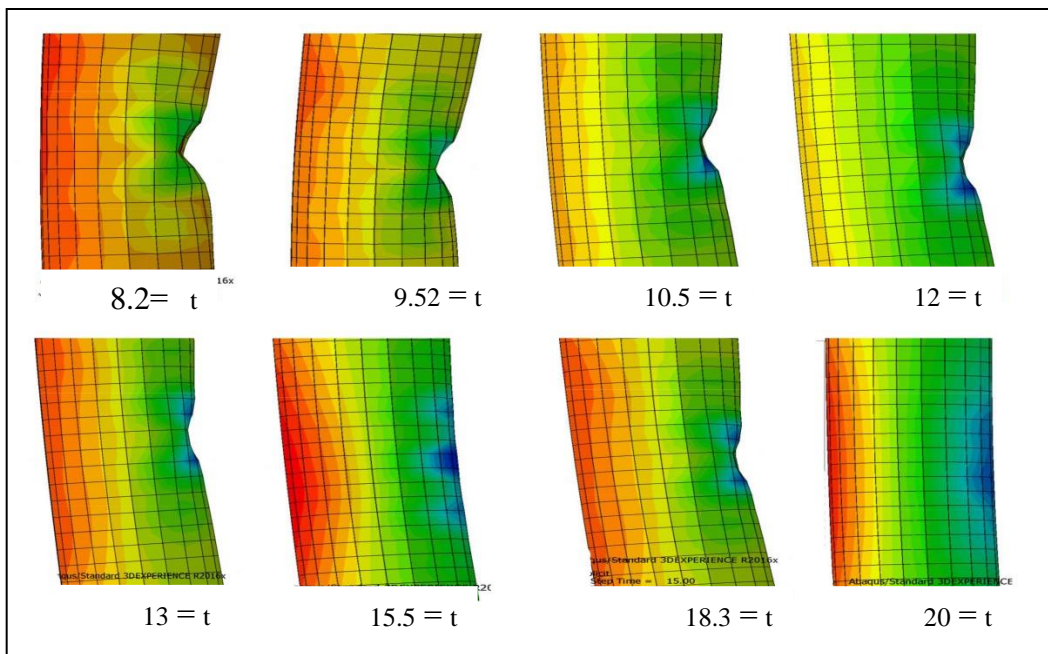 16x
8.2= t
9.52 = t
10.5 = t
12 = t
qus/Standard 3DEXPERIENCE R2016x
Abaqus/Standard 3DEXPERIENCE
Step Time = 15.00
13 = t
15.5 = t
18.3 = t
20 = t